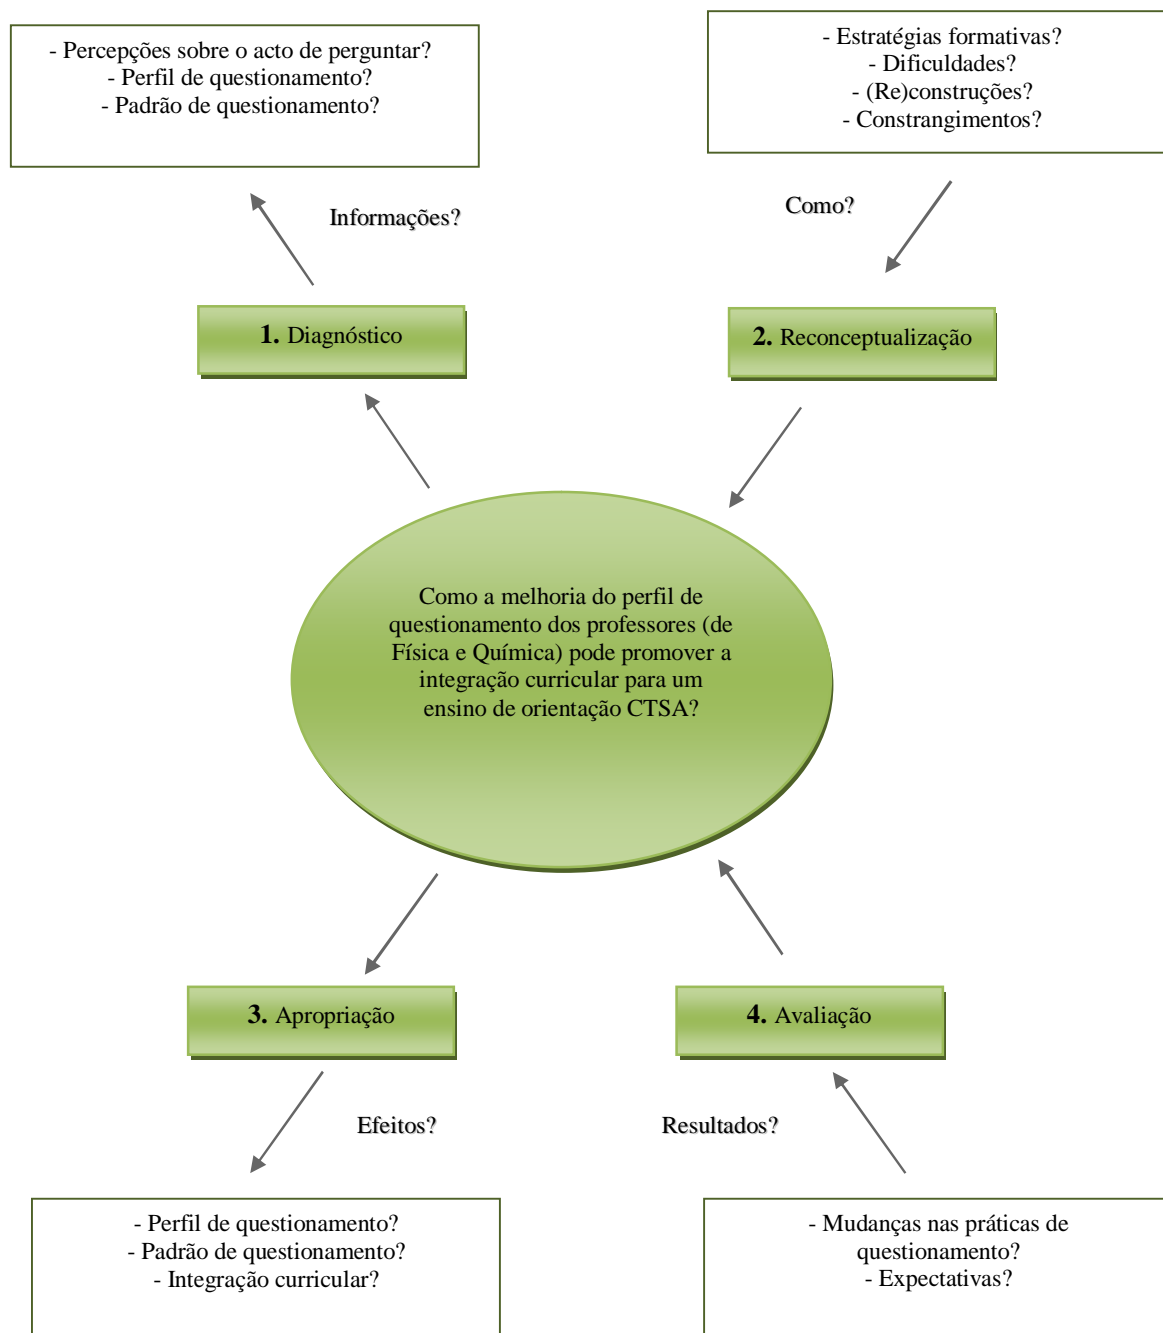 - Percepções sobre o acto de perguntar?
- Perfil de questionamento?
- Padrão de questionamento?
- Estratégias formativas?
- Dificuldades?
- (Re)construções?
- Constrangimentos?
Informações?
Como?
1. Diagnóstico
2. Reconceptualização
Como a melhoria do perfil de
questionamento dos professores (de
Física e Química) pode promover a
integração curricular para um
ensino de orientação CTSA?
3. Apropriação
4. Avaliação
Efeitos?
Resultados?
- Perfil de questionamento?
- Padrão de questionamento?
- Integração curricular?
- Mudanças nas práticas de
questionamento?
- Expectativas?